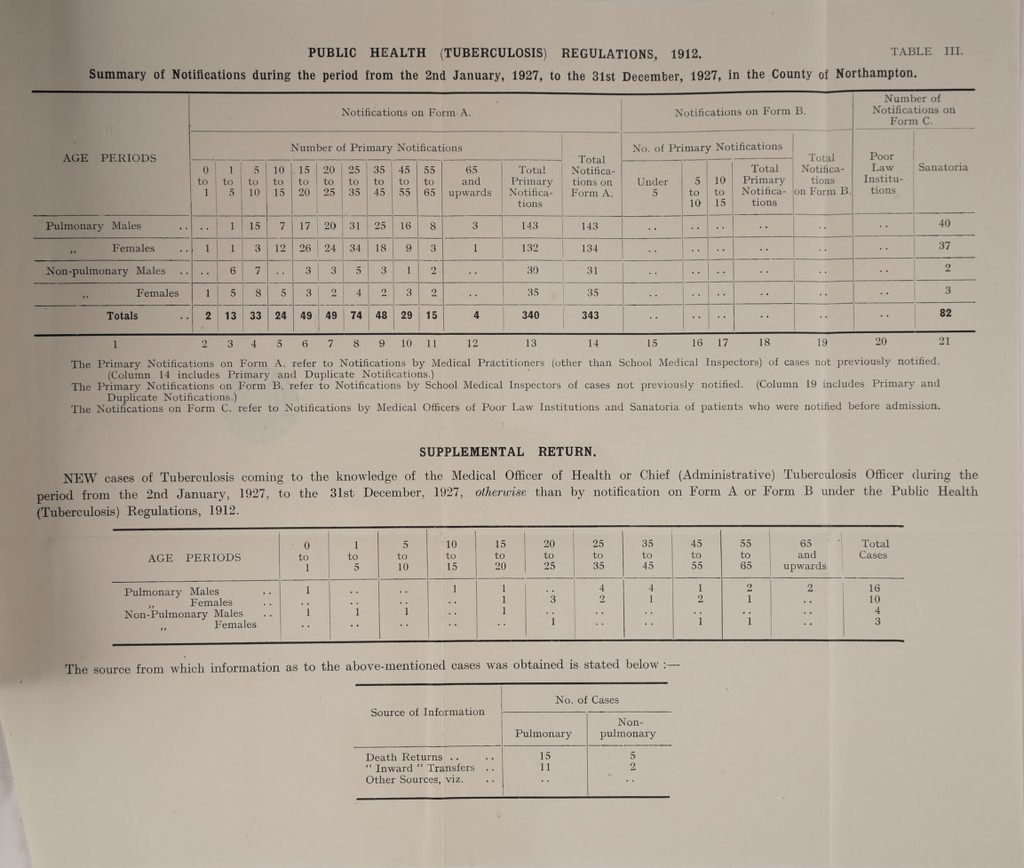 PUBLIC HEALTH (TUBERCULOSIS) REGULATIONS, 1912.
TABLE III.
Summary of Notifications during the period from the 2nd January, 1927, to the 31st December, 1927, in the County of Northampton.
AGE PERIODS
Notifications on Form A.
Notifications on Form B.
Number of Notifications on Form C.
Number of Primary Notifications
Total Notifica-tions on Form A.
No. of Primary Notifications
Total Notifica-tions on Form B.
Poor Law Institu-tions
Sanatoria
0 to 1 | 1 to 5 | 5 to 10 | 10 to 15 | 15 to 20 | 20 to 25 | 25 to 35 | 35 to 45 | 45 to 55 | 55 to 65 | 65 and upwards | Total Primary Notifica-tions | Under 5 | 5 to 10 | 10 to 15 | Total Primary Notifica-tions
Pulmonary Males .. | .. | 1 | 15 | 7 | 17 | 20 | 31 | 25 | 16 | 8 | 3 | 143 | 143 | .. | .. | .. | .. | .. | .. | 40
,, Females .. | 1 | 1 | 3 | 12 | 26 | 24 | 34 | 18 | 9 | 3 | 1 | 132 | 134 | .. | .. | .. | .. | .. | .. | 37
Non-pulmonary Males .. | .. | 6 | 7 | .. | 3 | 3 | 5 | 3 | 1 | 2 | .. | 30 | 31 | .. | .. | .. | .. | .. | .. | 2
,, Females | 1 | 5 | 8 | 5 | 3 | 2 | 4 | 2 | 3 | 2 | .. | 35 | 35 | .. | .. | .. | .. | .. | .. | 3
Totals .. | 2 | 13 | 33 | 24 | 49 | 49 | 74 | 48 | 29 | 15 | 4 | 340 | 343 | .. | .. | .. | .. | .. | .. | 82
1 2 3 4 5 6 7 8 9 10 11 12 13 14 15 16 17 18 19 20 21
The Primary Notifications on Form A. refer to Notifications by Medical Practitioners (other than School Medical Inspectors) of cases not previously notified.
(Column 14 includes Primary and Duplicate Notifications.)
The Primary Notifications on Form B. refer to Notifications by School Medical Inspectors of cases not previously notified. (Column 19 includes Primary and
Duplicate Notifications.)
The Notifications on Form C. refer to Notifications by Medical Officers of Poor Law Institutions and Sanatoria of patients who were notified before admission.
SUPPLEMENTAL RETURN.
NEW cases of Tuberculosis coming to the knowledge of the Medical Officer of Health or Chief (Administrative) Tuberculosis Officer during the
period from the 2nd January, 1927, to the 31st December, 1927, otherwise than by notification on Form A or Form B under the Public Health
(Tuberculosis) Regulations, 1912.
AGE PERIODS | 0 to 1 | 1 to 5 | 5 to 10 | 10 to 15 | 15 to 20 | 20 to 25 | 25 to 35 | 35 to 45 | 45 to 55 | 55 to 65 | 65 and upwards | Total Cases
Pulmonary Males .. | 1 | .. | .. | 1 | 1 | .. | 4 | 4 | 1 | 2 | 2 | 16
,, Females .. | .. | .. | .. | .. | 1 | 3 | 2 | 1 | 2 | 1 | .. | 10
Non-Pulmonary Males .. | 1 | 1 | 1 | .. | 1 | .. | .. | .. | .. | .. | .. | 4
,, Females | .. | .. | .. | .. | .. | 1 | .. | .. | 1 | 1 | .. | 3
The source from which information as to the above-mentioned cases was obtained is stated below :—
Source of Information
No. of Cases
Pulmonary
Non-pulmonary
Death Returns .. .. | 15 | 5
" Inward " Transfers .. | 11 | 2
Other Sources, viz. .. | .. | ..